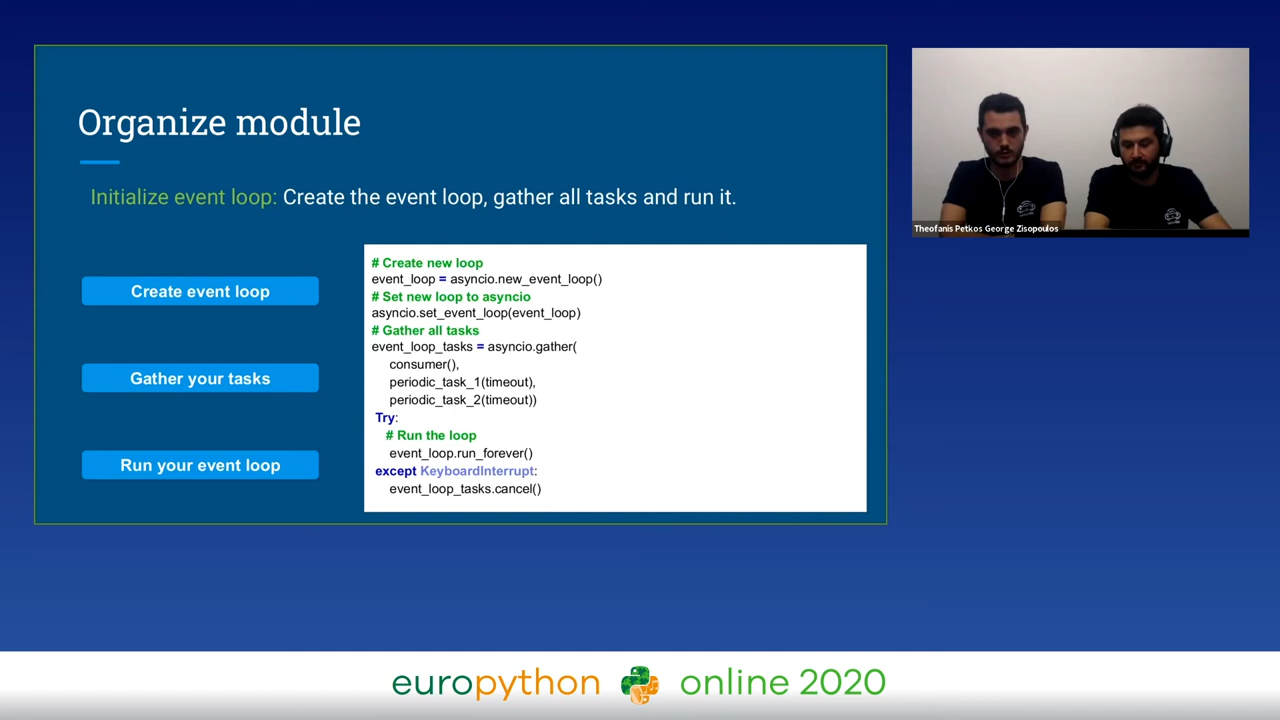 Organize module
Initialize event loop: Create the event loop, gather all tasks and run it.
Create event loop
Gather your tasks
Run your event loop
# Create new loop
event_loop = asyncio.new_event_loop()
# Set new loop to asyncio
asyncio.set_event_loop(event_loop)
# Gather all tasks
event_loop_tasks = asyncio.gather(
consumer(),
periodic_task_1(timeout),
periodic_task_2(timeout))
Try:
# Run the loop
event_loop.run_forever()
except KeyboardInterrupt:
event_loop_tasks.cancel()
Theofanis Petkos George Zisopoulos
europython online 2020